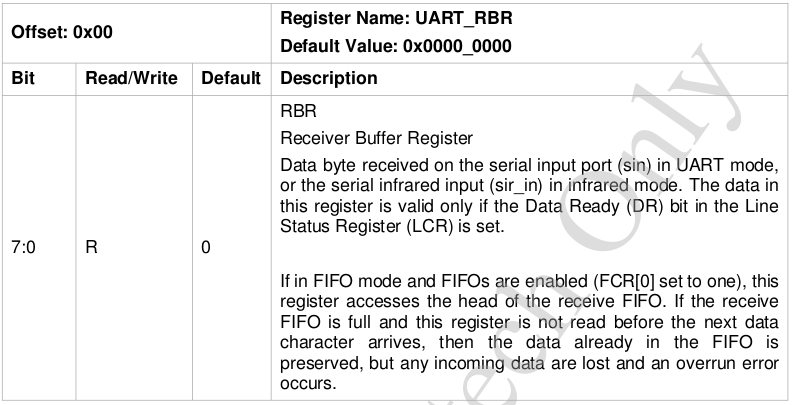 Offset: 0x00
Register Name: UART_RBR
Default Value: 0x0000_0000
Bit Read/Write Default Description
7:0 R 0
RBR
Receiver Buffer Register
Data byte received on the serial input port (sin) in UART mode,
or the serial infrared input (sir_in) in infrared mode. The data in
this register is valid only if the Data Ready (DR) bit in the Line
Status Register (LCR) is set.
If in FIFO mode and FIFOs are enabled (FCR[0] set to one), this
register accesses the head of the receive FIFO. If the receive
FIFO is full and this register is not read before the next data
character arrives, then the data already in the FIFO is
preserved, but any incoming data are lost and an overrun error
occurs.
tech Only